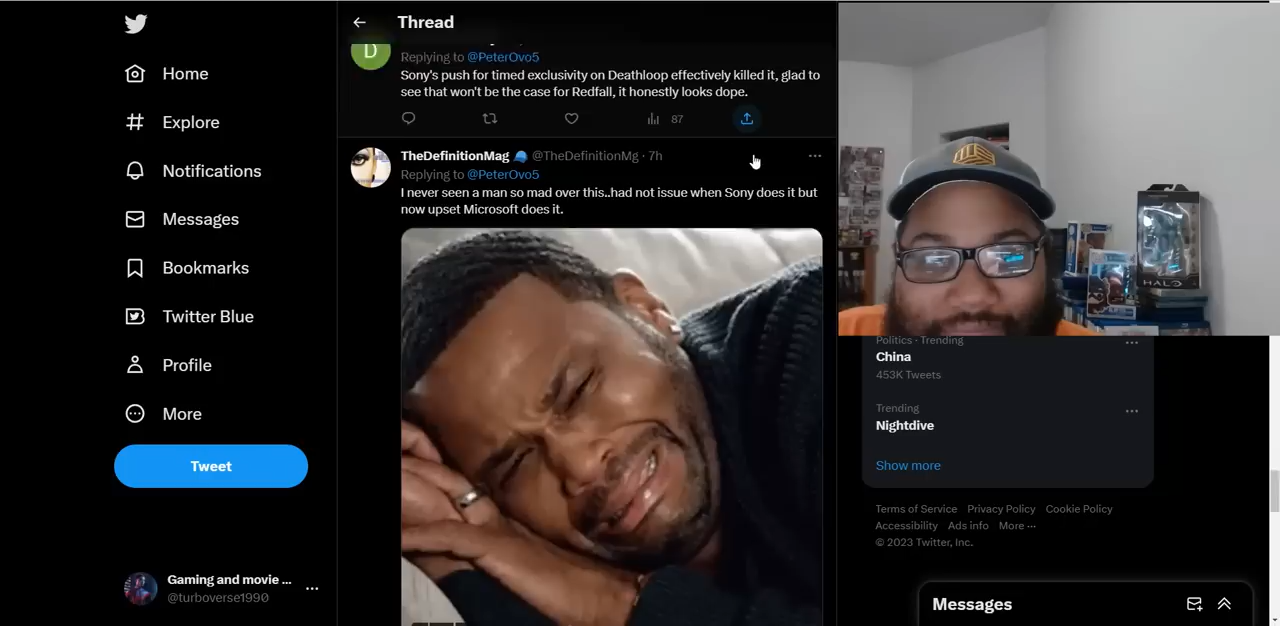 Thread
Home
Explore
Notifications
Messages
Bookmarks
Twitter Blue
Profile
More
Tweet
Gaming and movie ...
@turboverse1990
D
Replying to @PeterOvo5
Sony's push for timed exclusivity on Deathloop effectively killed it, glad to
see that won't be the case for Redfall, it honestly looks dope.
87
TheDefinitionMag @TheDefinitionMg · 7h
Replying to @PeterOvo5
I never seen a man so mad over this..had not issue when Sony does it but
now upset Microsoft does it.
HALO
Politics · Trending
China
453K Tweets
Trending
Nightdive
Show more
Terms of Service Privacy Policy Cookie Policy
Accessibility Ads info More ···
© 2023 Twitter, Inc.
Messages